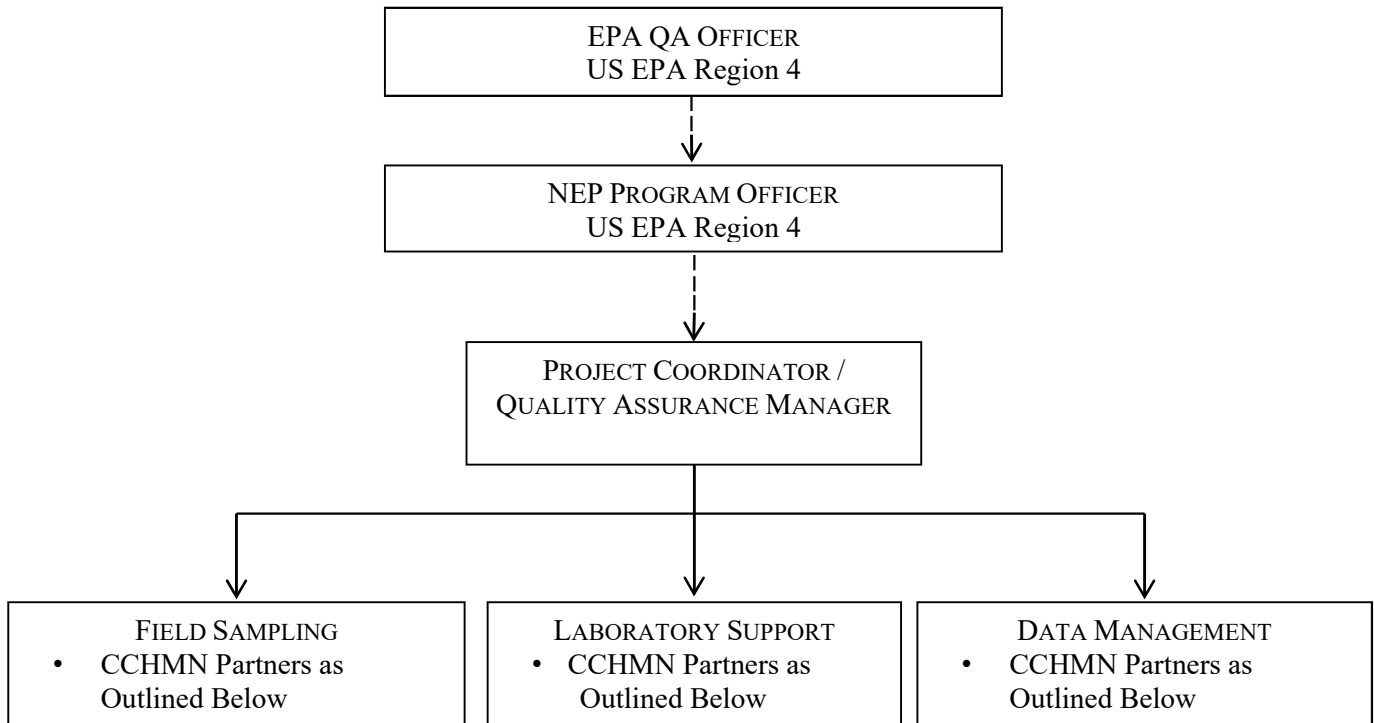 EPA QA OFFICER
US EPA Region 4
NEP PROGRAM OFFICER
US EPA Region 4
PROJECT COORDINATOR /
QUALITY ASSURANCE MANAGER
FIELD SAMPLING
• CCHMN Partners as
Outlined Below
LABORATORY SUPPORT
• CCHMN Partners as
Outlined Below
DATA MANAGEMENT
• CCHMN Partners as
Outlined Below